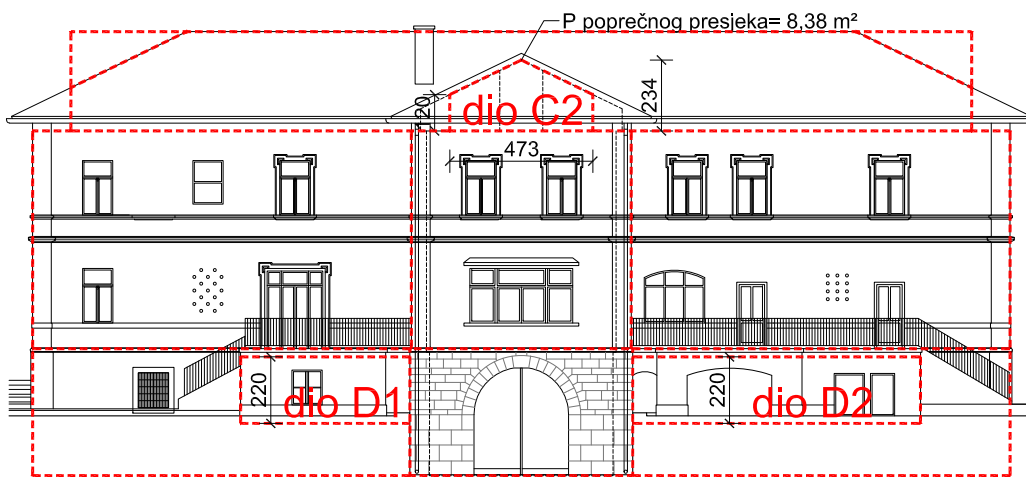 P poprečnog presjeka= 8,38 m²
120
dio C2
234
473
220
dio D1
220
dio D2